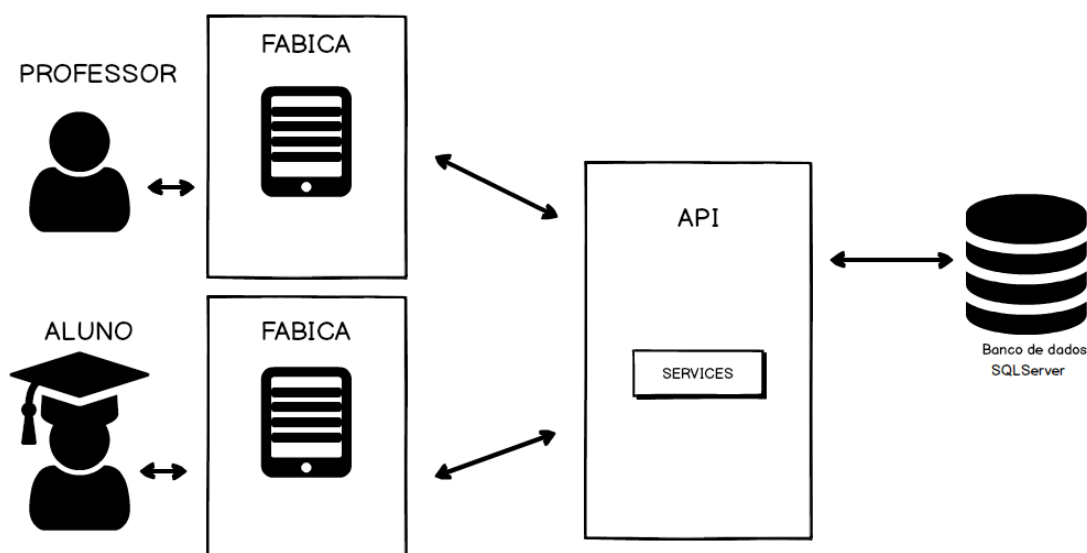 PROFESSOR
FABICA
ALUNO
FABICA
API
SERVICES
Banco de dados
SQLServer